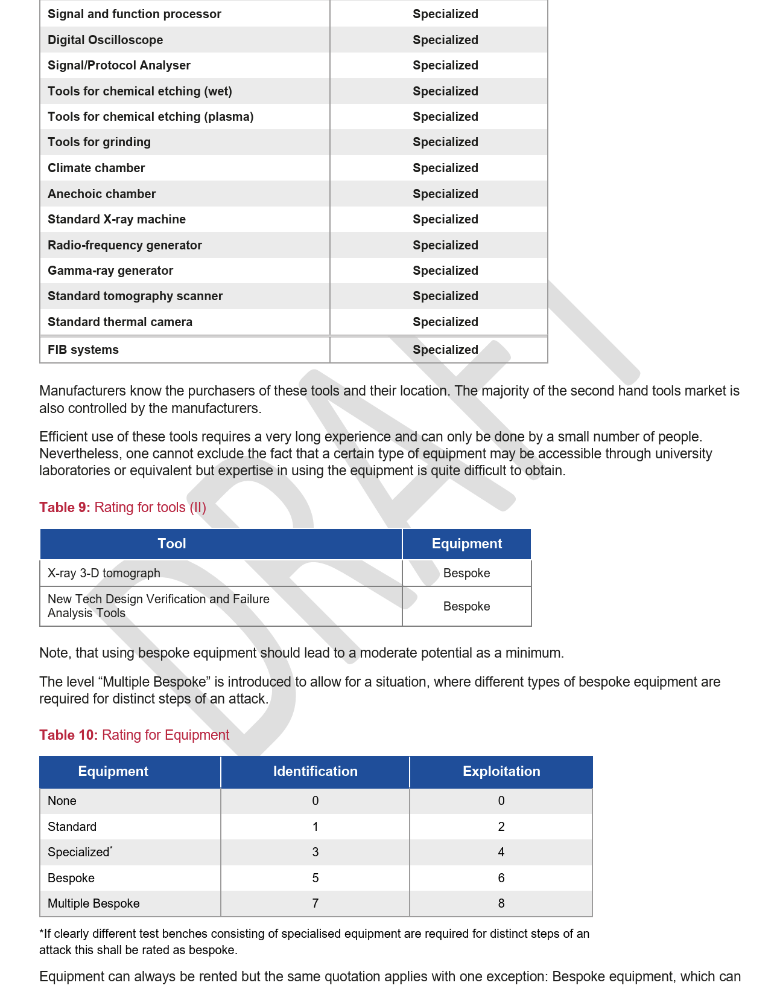 Signal and function processor Specialized
Digital Oscilloscope Specialized
Signal/Protocol Analyser Specialized
Tools for chemical etching (wet) Specialized
Tools for chemical etching (plasma) Specialized
Tools for grinding Specialized
Climate chamber Specialized
Anechoic chamber Specialized
Standard X-ray machine Specialized
Radio-frequency generator Specialized
Gamma-ray generator Specialized
Standard tomography scanner Specialized
Standard thermal camera Specialized
FIB systems Specialized
Manufacturers know the purchasers of these tools and their location. The majority of the second hand tools market is
also controlled by the manufacturers.
Efficient use of these tools requires a very long experience and can only be done by a small number of people.
Nevertheless, one cannot exclude the fact that a certain type of equipment may be accessible through university
laboratories or equivalent but expertise in using the equipment is quite difficult to obtain.
Table 9: Rating for tools (II)
Tool Equipment
X-ray 3-D tomograph Bespoke
New Tech Design Verification and Failure
Analysis Tools Bespoke
Note, that using bespoke equipment should lead to a moderate potential as a minimum.
The level “Multiple Bespoke” is introduced to allow for a situation, where different types of bespoke equipment are
required for distinct steps of an attack.
Table 10: Rating for Equipment
Equipment Identification Exploitation
None 0 0
Standard 1 2
Specialized* 3 4
Bespoke 5 6
Multiple Bespoke 7 8
*If clearly different test benches consisting of specialised equipment are required for distinct steps of an
attack this shall be rated as bespoke.
Equipment can always be rented but the same quotation applies with one exception: Bespoke equipment, which can
DRAFT